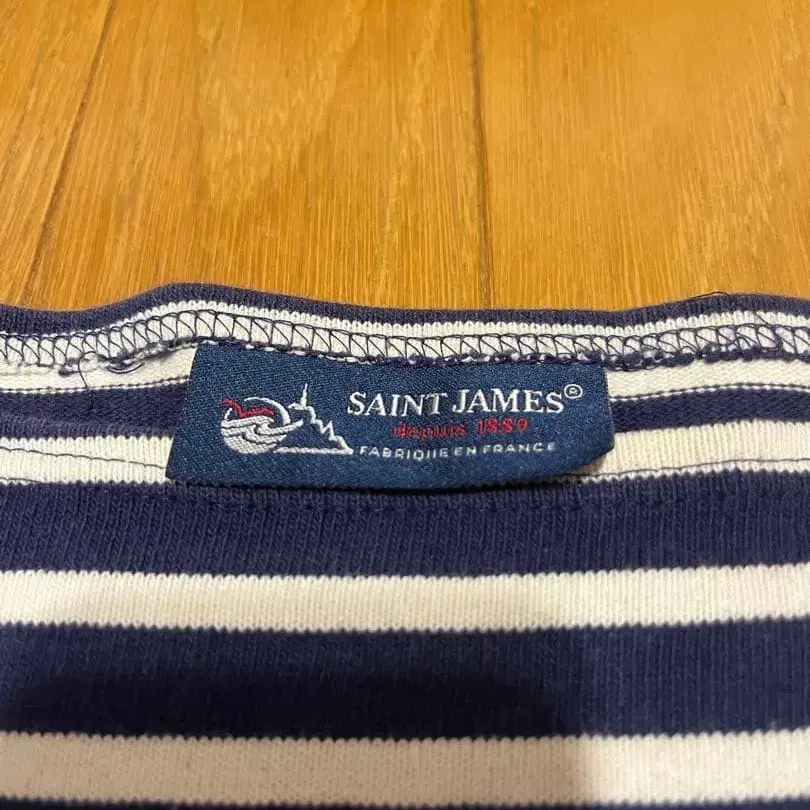 SAINT JAMES®
depuis 1889
FABRIQUE EN FRANCE